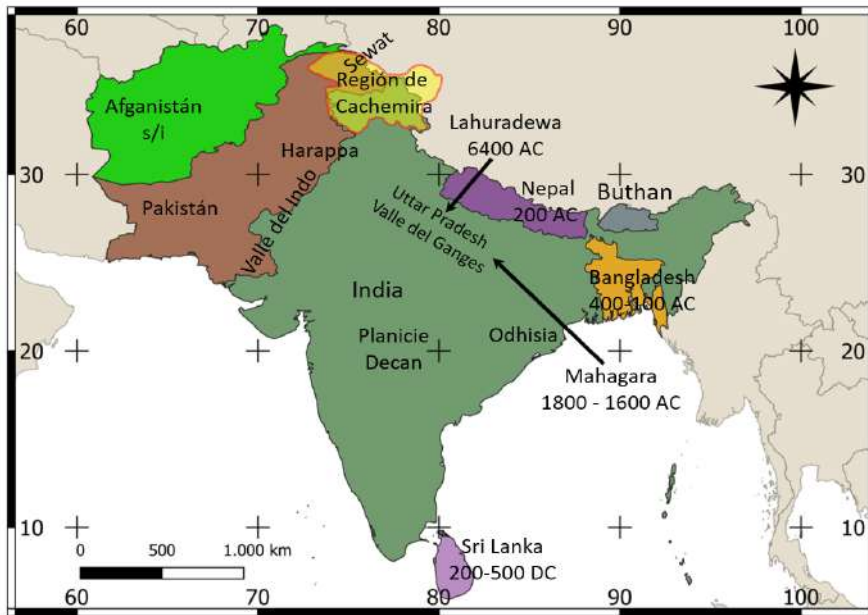 60 70 80 90 100
Sewat
Región de
Cachemira
Afganistán
s/i
Lahuradewa
6400 AC
Harappa
30 30
Nepal
200 AC
Buthan
Pakistán
Uttar Pradesh
Valle del Ganges
Valle del Indo
Bangladesh
400-100 AC
India
Planicie
Decan
Odhisia
20 20
Mahagara
1800 - 1600 AC
10 10
0 500 1.000 km
Sri Lanka
200-500 DC
60 70 80 90 100